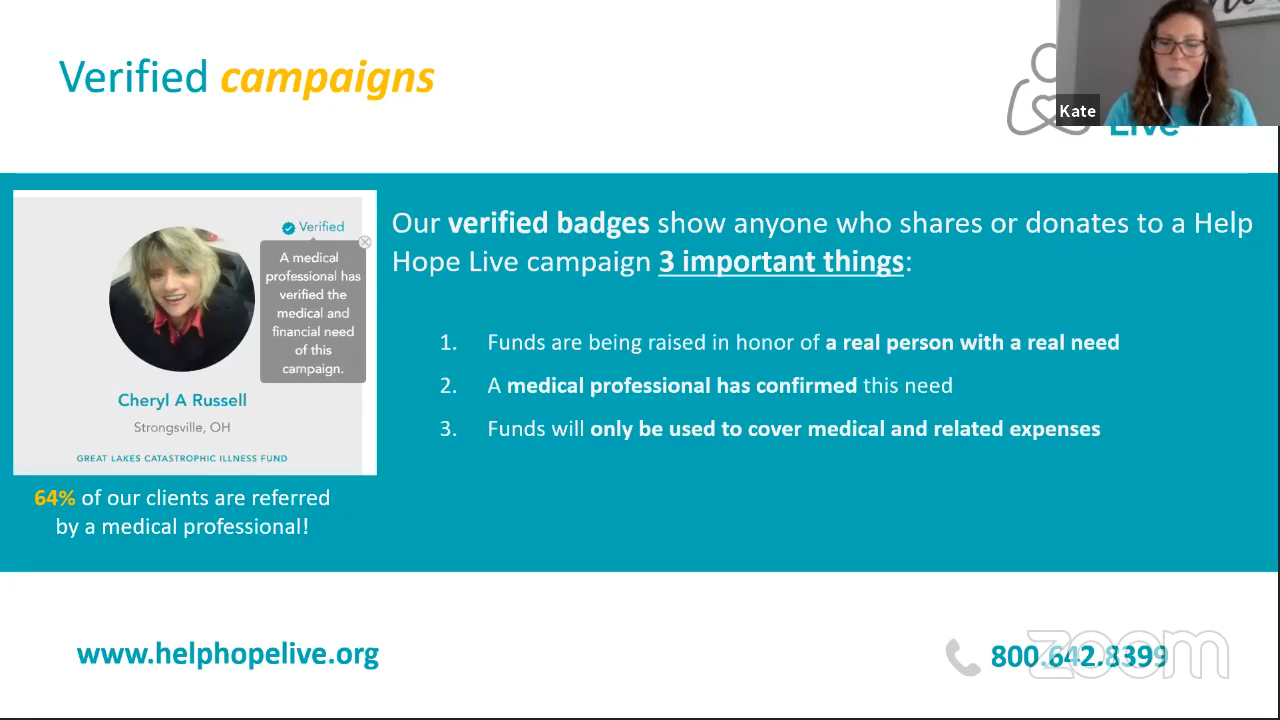 Verified campaigns
Kate
Live
Verified
A medical
professional has
verified the
medical and
financial need
of this
campaign.
Cheryl A Russell
Strongsville, OH
GREAT LAKES CATASTROPHIC ILLNESS FUND
64% of our clients are referred
by a medical professional!
Our verified badges show anyone who shares or donates to a Help
Hope Live campaign 3 important things:
1. Funds are being raised in honor of a real person with a real need
2. A medical professional has confirmed this need
3. Funds will only be used to cover medical and related expenses
www.helphopelive.org
800.642.8399
zoom